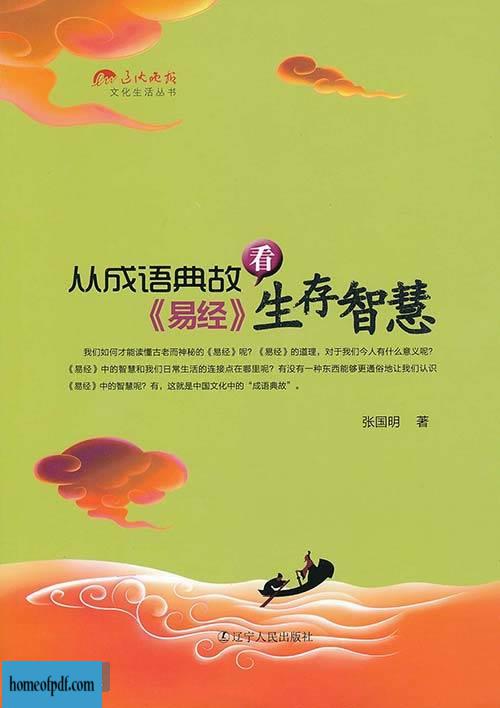 辽沈晚报
文化生活丛书
从成语典故看
《易经》生存智慧
我们如何才能读懂古老而神秘的《易经》呢？《易经》的道理，对于我们今人有什么意义呢？
《易经》中的智慧和我们日常生活的连接点在哪里呢？有没有一种东西能够更通俗地让我们认识
《易经》中的智慧呢？有，这就是中国文化中的“成语典故”。
张国明 著
辽宁人民出版社
homeofpdf.com